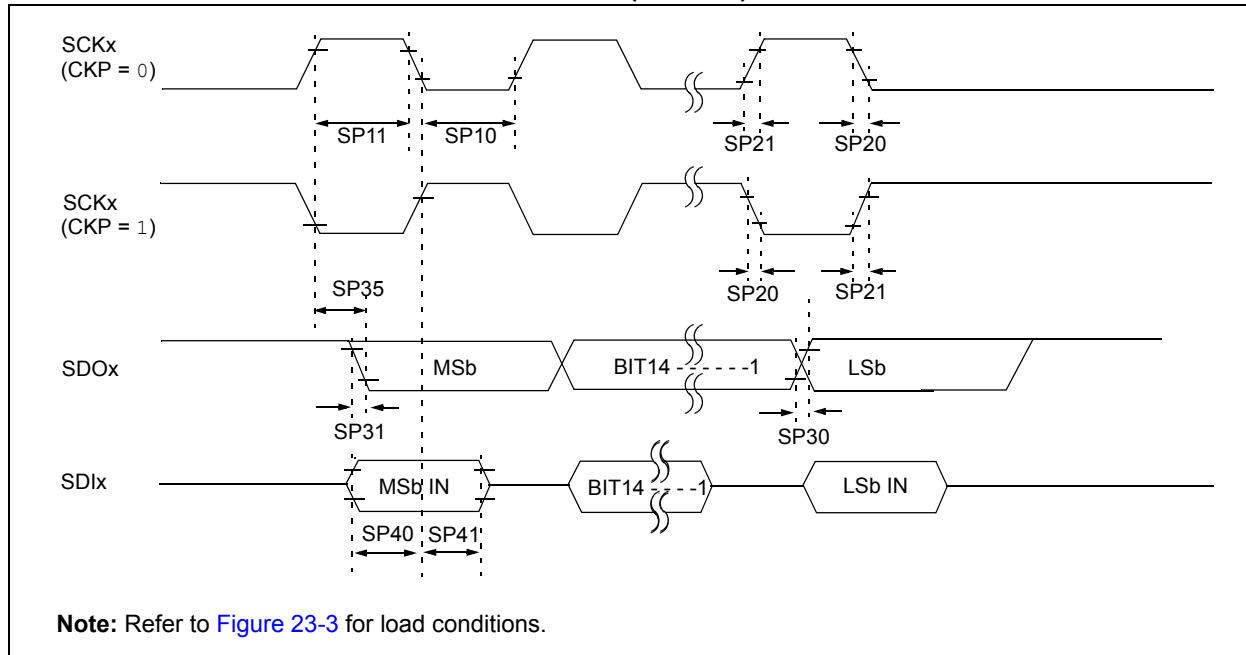 SCKx
(CKP = 0)
SP11
SP10
SP21
SP20
SCKx
(CKP = 1)
SP35
SP20
SP21
SDOx
MSb
BIT14 - - - - - -1
LSb
SP31
SP30
SDIx
MSb IN
BIT14 - - - -1
LSb IN
SP40
SP41
Note: Refer to Figure 23-3 for load conditions.